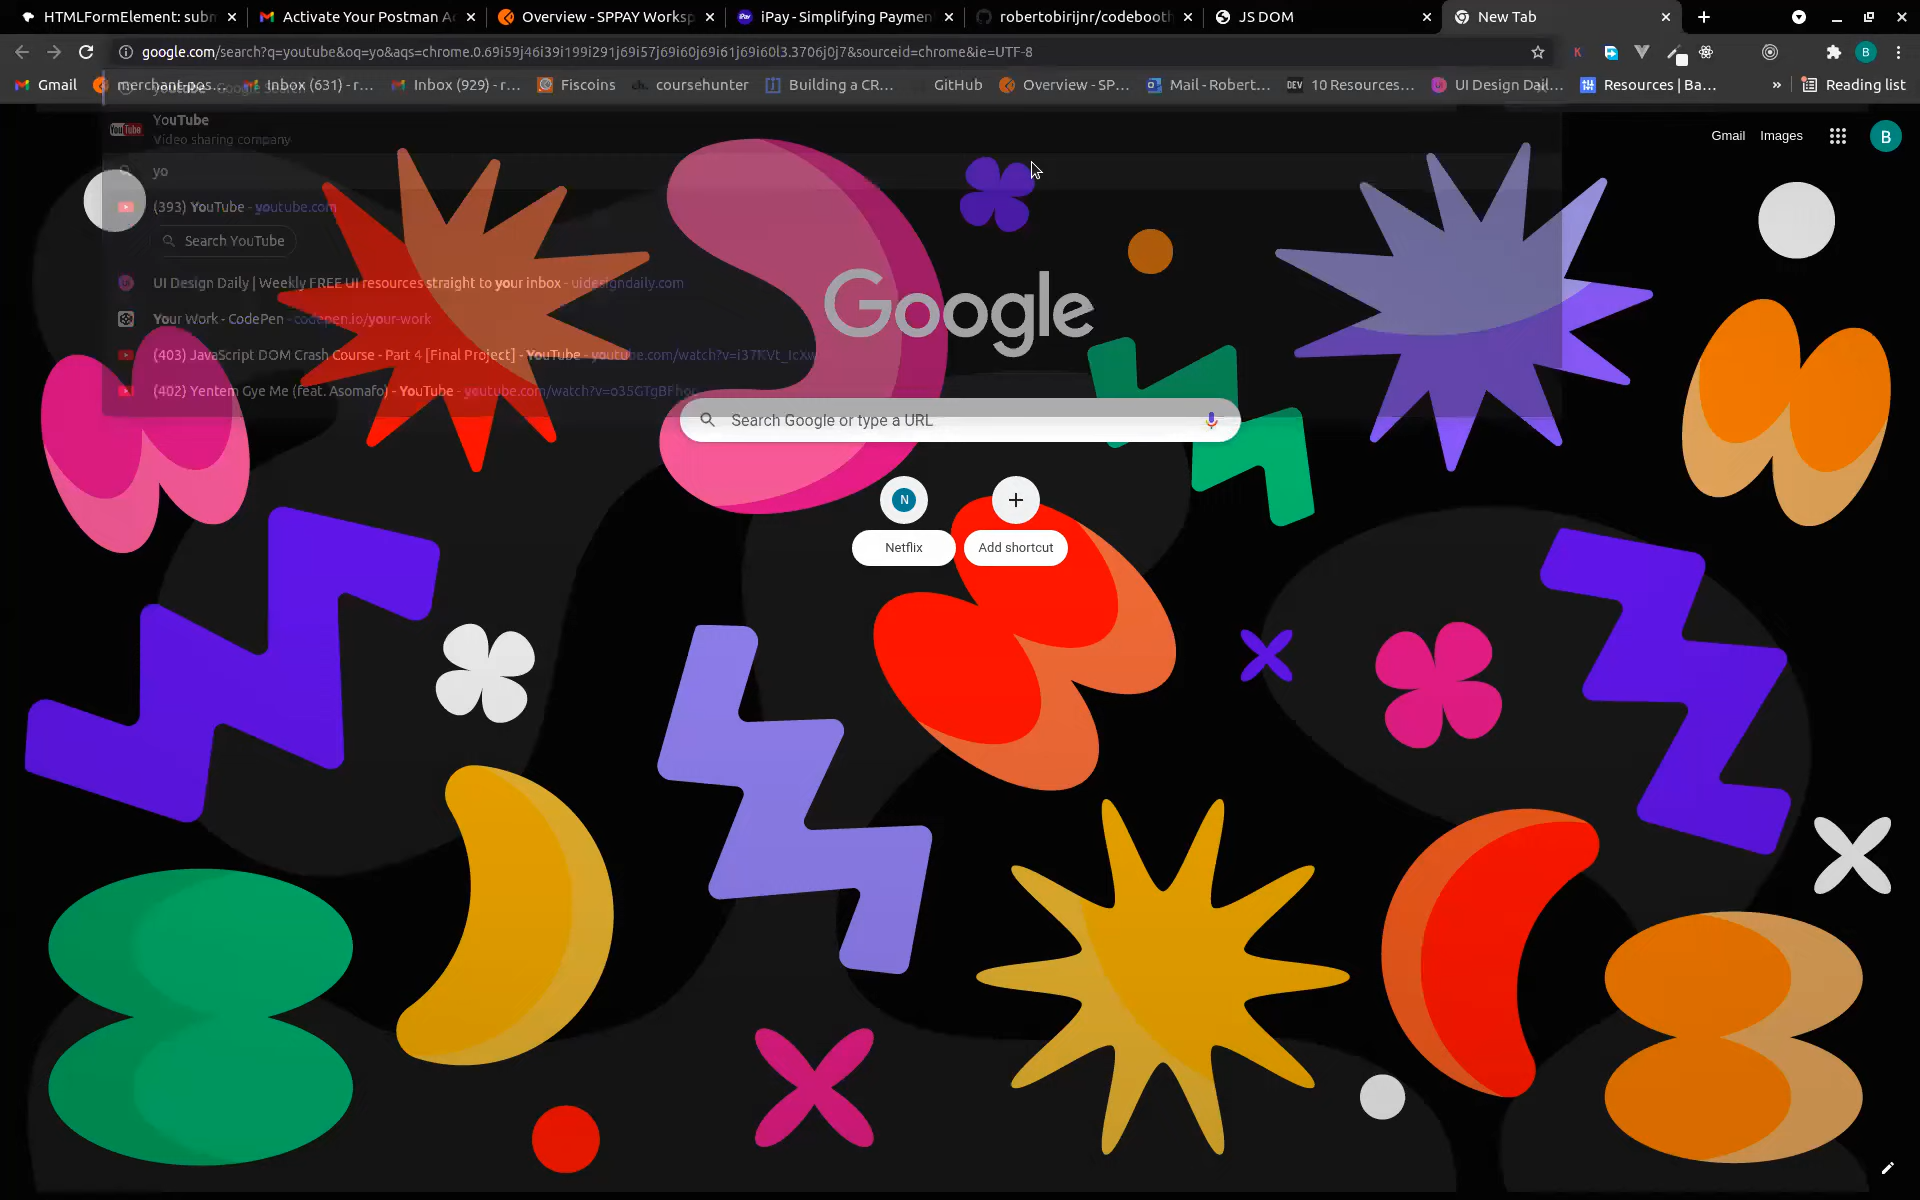 HTMLFormElement: subm
Activate Your Postman Ac
Overview - SPPAY Worksp
iPay - Simplifying Paymen
robertobirijnr/codebooth
JS DOM
New Tab
google.com/search?q=youtube&oq=yo&aqs=chrome.0.69i59j46i39i199i291j69i57j69i60j69i61j69i60l3.3706j0j7&sourceid=chrome&ie=UTF-8
Gmail
merchant-pos...
Inbox (631) - r...
Inbox (929) - r...
Fiscoins
ch.
coursehunter
Building a CR...
GitHub
Overview - SP...
Mail - Robert...
DEV
10 Resources...
UI Design Dail...
Resources | Ba...
»
Reading list
YouTube
Video sharing company
Gmail
Images
B
yo
(393) YouTube - youtube.com
Search YouTube
UI Design Daily | Weekly FREE UI resources straight to your inbox - uidesigndaily.com
Your Work - CodePen - codepen.io/your-work
(403) JavaScript DOM Crash Course - Part 4 [Final Project] - YouTube
(402) Yentem Gye Me (feat. Asomafo) - YouTube
Google
Search Google or type a URL
N
Netflix
Add shortcut